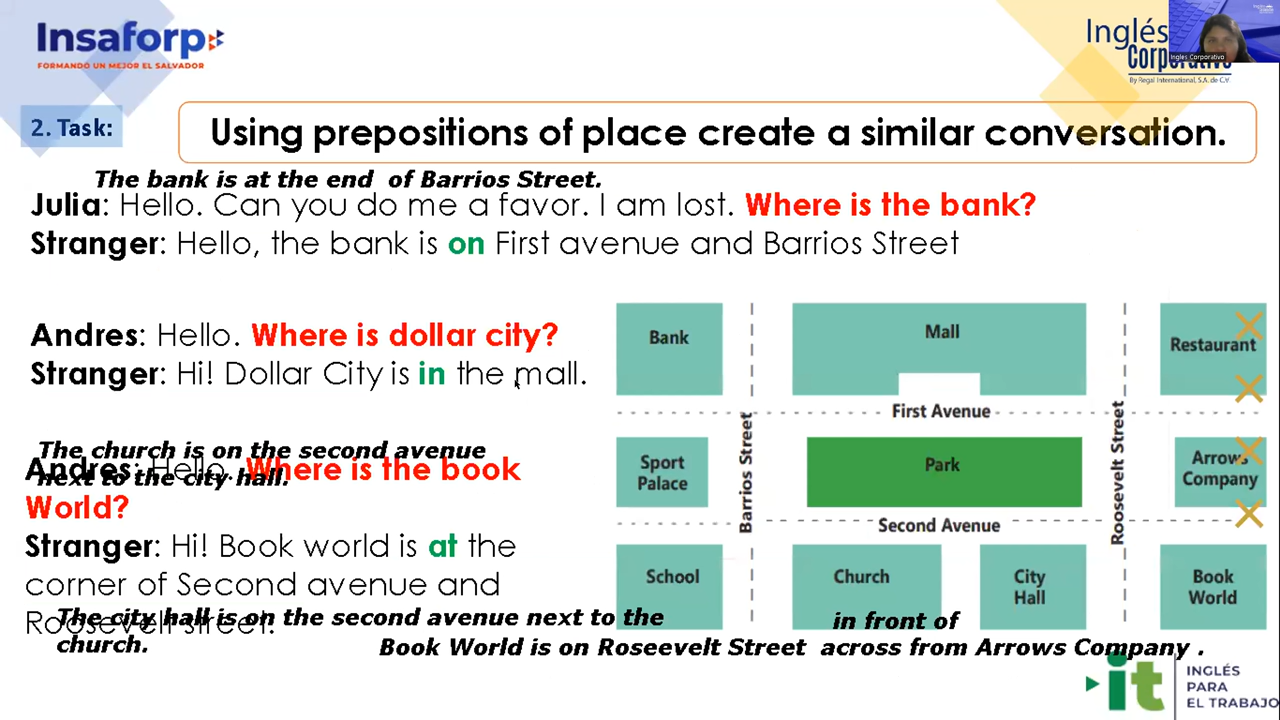 Insaforp
FORMANDO UN MEJOR EL SALVADOR
Inglés
Corporativo
By Regal International, S.A. de C.V.
Ingles Corporativo
2. Task:
Using prepositions of place create a similar conversation.
The bank is at the end of Barrios Street.
Julia: Hello. Can you do me a favor. I am lost. Where is the bank?
Stranger: Hello, the bank is on First avenue and Barrios Street
Andres: Hello. Where is dollar city?
Stranger: Hi! Dollar City is in the mall.
The church is on the second avenue
next to the city hall.
Andres: Hello. Where is the book
World?
Stranger: Hi! Book world is at the
corner of Second avenue and
Roosevelt street.
The city hall is on the second avenue next to the
church.
in front of
Book World is on Roseevelt Street across from Arrows Company .
Bank
Mall
Restaurant
First Avenue
Barrios Street
Roosevelt Street
Sport
Palace
Park
Arrows
Company
Second Avenue
School
Church
City
Hall
Book
World
it
INGLÉS
PARA
EL TRABAJO